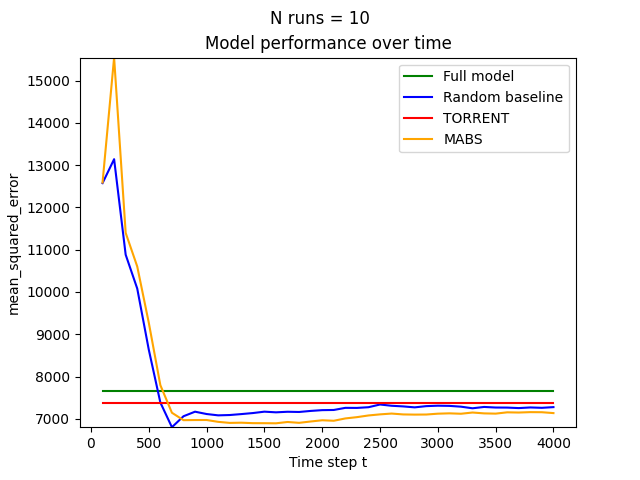 N runs = 10
Model performance over time
mean_squared_error
15000
14000
13000
12000
11000
10000
9000
8000
7000
Full model
Random baseline
TORRENT
MABS
0 500 1000 1500 2000 2500 3000 3500 4000
Time step t